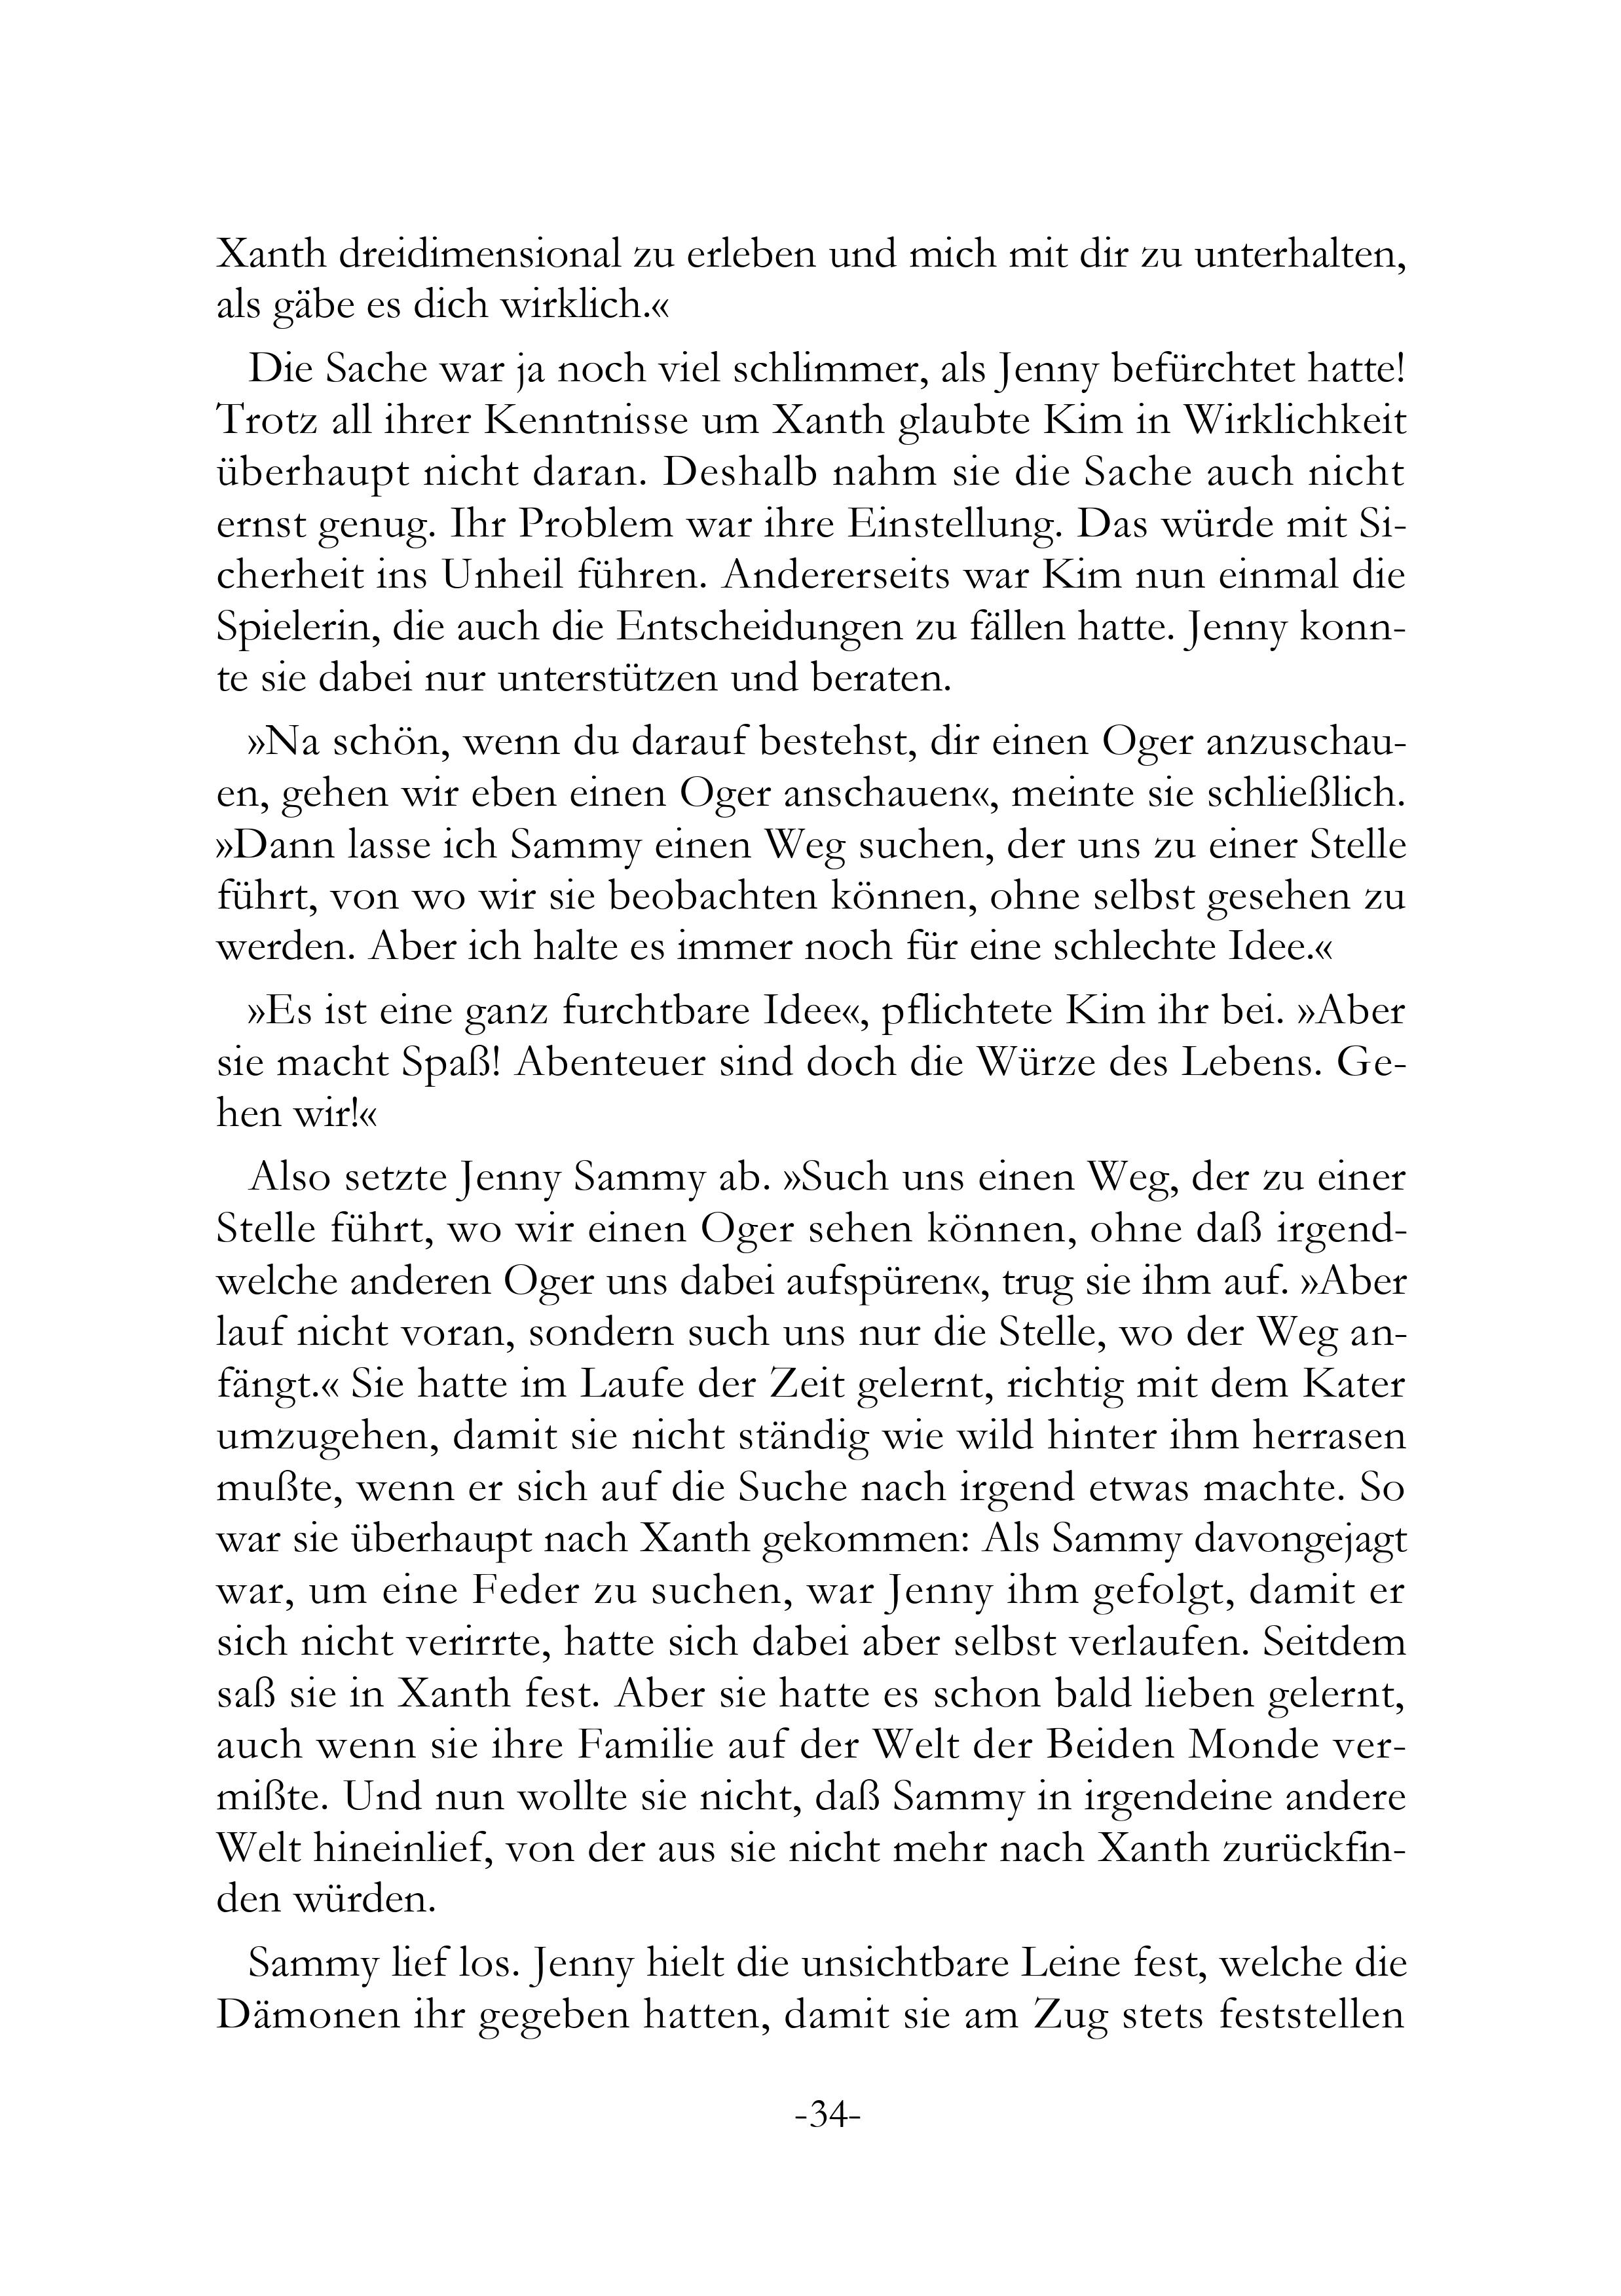 Xanth dreidimensional zu erleben und mich mit dir zu unterhalten,
als gäbe es dich wirklich.«
Die Sache war ja noch viel schlimmer, als Jenny befürchtet hatte!
Trotz all ihrer Kenntnisse um Xanth glaubte Kim in Wirklichkeit
überhaupt nicht daran. Deshalb nahm sie die Sache auch nicht
ernst genug. Ihr Problem war ihre Einstellung. Das würde mit Si-
cherheit ins Unheil führen. Andererseits war Kim nun einmal die
Spielerin, die auch die Entscheidungen zu fällen hatte. Jenny konn-
te sie dabei nur unterstützen und beraten.
»Na schön, wenn du darauf bestehst, dir einen Oger anzuschau-
en, gehen wir eben einen Oger anschauen«, meinte sie schließlich.
»Dann lasse ich Sammy einen Weg suchen, der uns zu einer Stelle
führt, von wo wir sie beobachten können, ohne selbst gesehen zu
werden. Aber ich halte es immer noch für eine schlechte Idee.«
»Es ist eine ganz furchtbare Idee«, pflichtete Kim ihr bei. »Aber
sie macht Spaß! Abenteuer sind doch die Würze des Lebens. Ge-
hen wir!«
Also setzte Jenny Sammy ab. »Such uns einen Weg, der zu einer
Stelle führt, wo wir einen Oger sehen können, ohne daß irgend-
welche anderen Oger uns dabei aufspüren«, trug sie ihm auf. »Aber
lauf nicht voran, sondern such uns nur die Stelle, wo der Weg an-
fängt.« Sie hatte im Laufe der Zeit gelernt, richtig mit dem Kater
umzugehen, damit sie nicht ständig wie wild hinter ihm herrasen
mußte, wenn er sich auf die Suche nach irgend etwas machte. So
war sie überhaupt nach Xanth gekommen: Als Sammy davongejagt
war, um eine Feder zu suchen, war Jenny ihm gefolgt, damit er
sich nicht verirrte, hatte sich dabei aber selbst verlaufen. Seitdem
saß sie in Xanth fest. Aber sie hatte es schon bald lieben gelernt,
auch wenn sie ihre Familie auf der Welt der Beiden Monde ver-
mißte. Und nun wollte sie nicht, daß Sammy in irgendeine andere
Welt hineinlief, von der aus sie nicht mehr nach Xanth zurückfin-
den würden.
Sammy lief los. Jenny hielt die unsichtbare Leine fest, welche die
Dämonen ihr gegeben hatten, damit sie am Zug stets feststellen
-34-